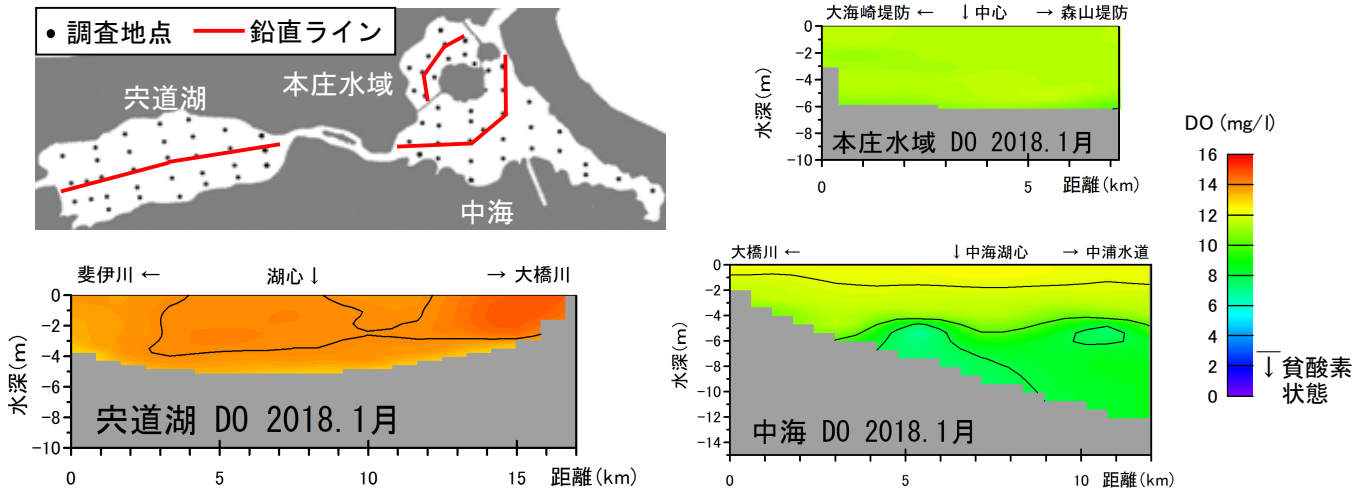 • 調査地点 鉛直ライン
宍道湖
本庄水域
中海
大海崎堤防 ← ↓中心 → 森山堤防
水深(m)
0
-2
-4
-6
-8
-10
本庄水域 DO 2018.1月
0 5 距離(km)
DO (mg/l)
16
14
12
10
8
6
4
2
0
↓ 貧酸素
状態
斐伊川 ← 湖心 ↓ → 大橋川
水深(m)
0
-2
-4
-6
-8
-10
宍道湖 DO 2018.1月
0 5 10 15 距離(km)
大橋川 ← ↓中海湖心 → 中浦水道
水深(m)
0
-2
-4
-6
-8
-10
-12
-14
中海 DO 2018.1月
0 5 10 距離(km)